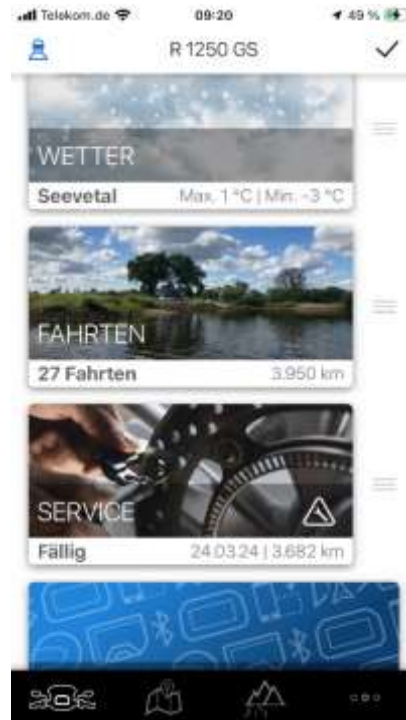 Telekom.de 09:20 49 %
R 1250 GS
WETTER
Seevetal Max. 1 °C | Min. -3 °C
FAHRTEN
27 Fahrten 3.950 km
SERVICE
Fällig 24.03.24 | 3.682 km